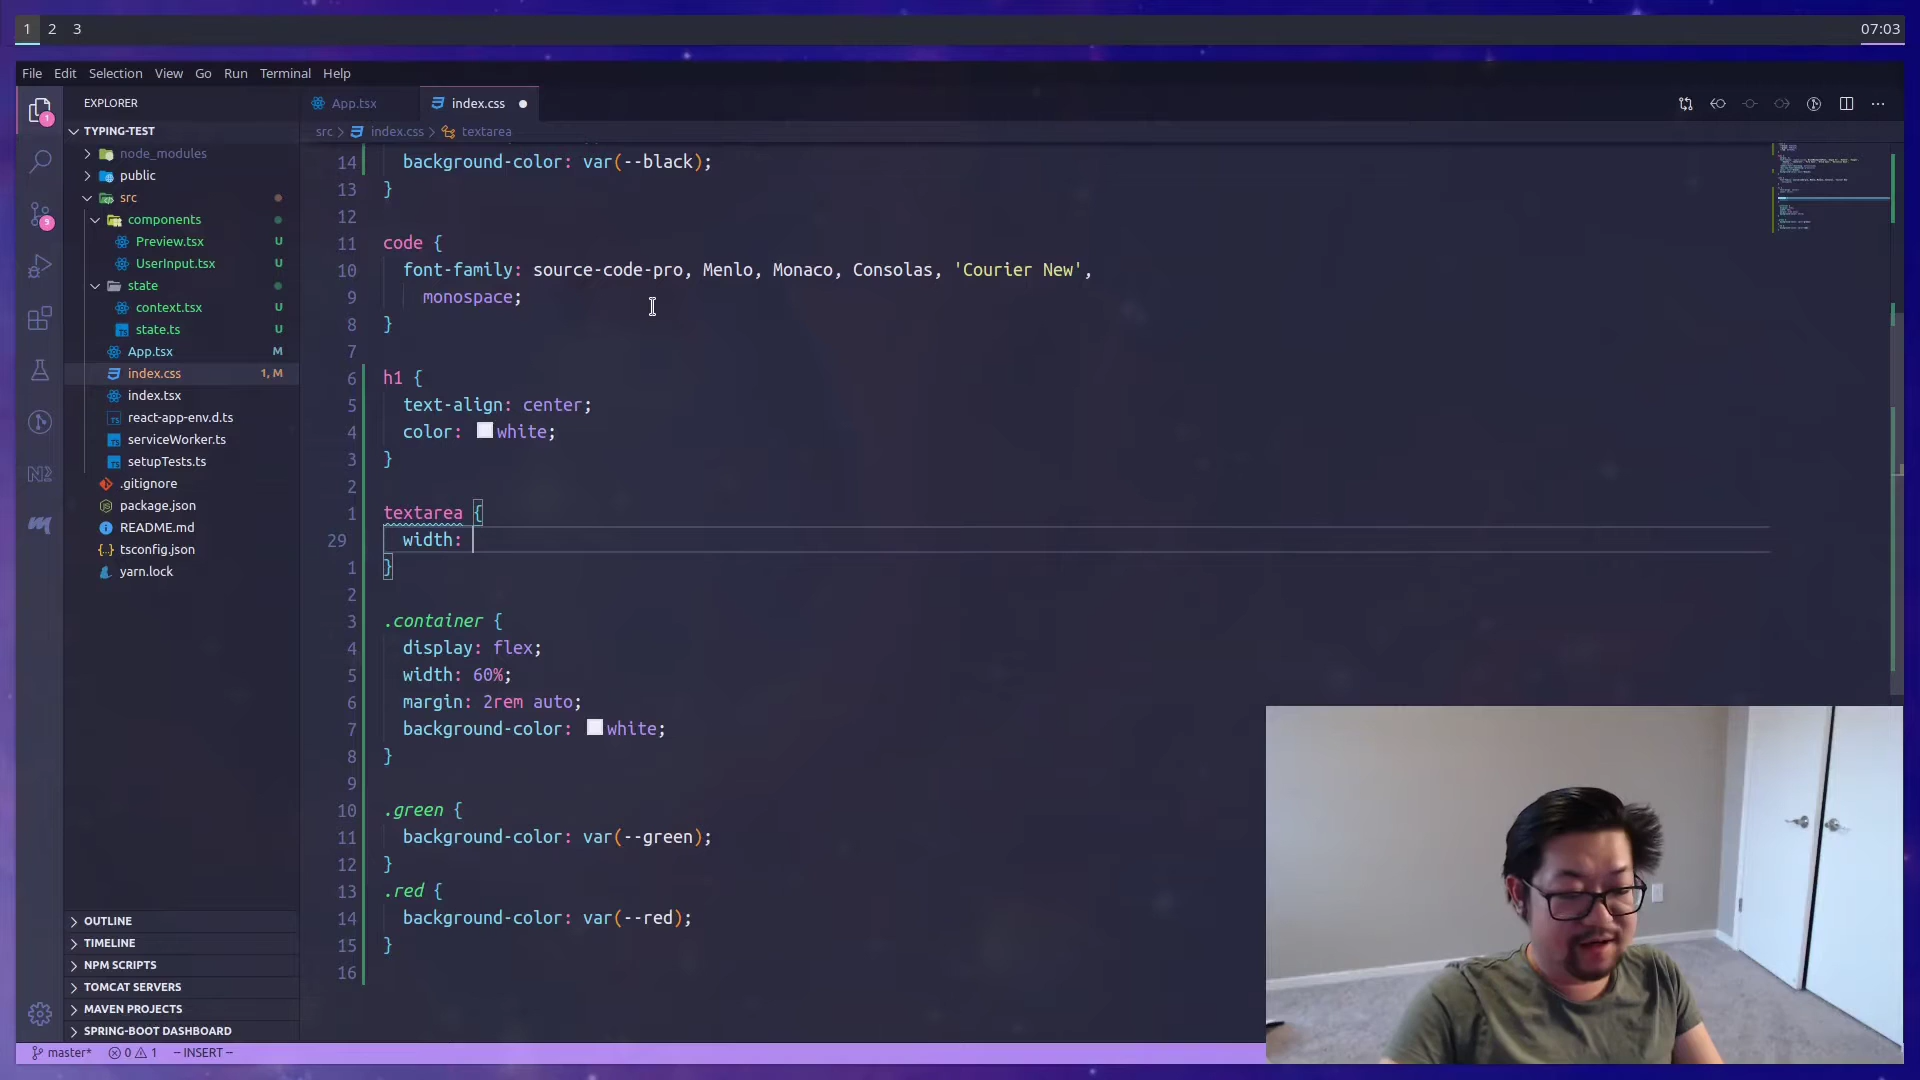 1 2 3
07:03
File Edit Selection View Go Run Terminal Help
EXPLORER
App.tsx
index.css
TYPING-TEST
src > index.css > textarea
node_modules
public
src
components
Preview.tsx U
UserInput.tsx U
state
context.tsx U
state.ts U
App.tsx M
index.css 1, M
index.tsx
react-app-env.d.ts
serviceWorker.ts
setupTests.ts
.gitignore
package.json
README.md
tsconfig.json
yarn.lock
OUTLINE
TIMELINE
NPM SCRIPTS
TOMCAT SERVERS
MAVEN PROJECTS
SPRING-BOOT DASHBOARD
14 background-color: var(--black);
13 }
12
11 code {
10 font-family: source-code-pro, Menlo, Monaco, Consolas, 'Courier New',
9 monospace;
8 }
7
6 h1 {
5 text-align: center;
4 color: white;
3 }
2
1 textarea {
29 width:
1 }
2
3 .container {
4 display: flex;
5 width: 60%;
6 margin: 2rem auto;
7 background-color: white;
8 }
9
10 .green {
11 background-color: var(--green);
12 }
13 .red {
14 background-color: var(--red);
15 }
16
master* 0 1 -- INSERT --